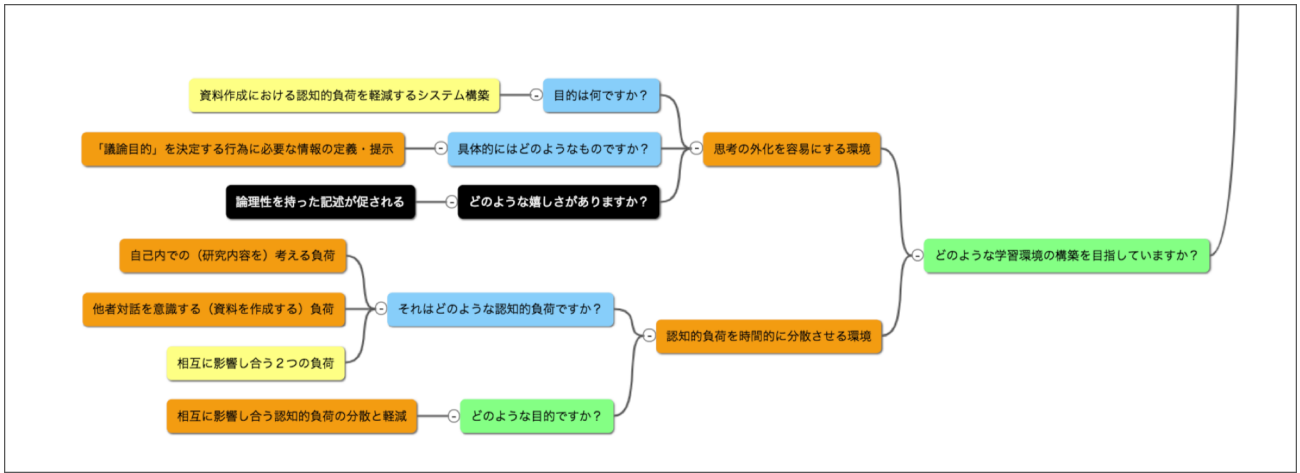 資料作成における認知的負荷を軽減するシステム構築
目的は何ですか？
「議論目的」を決定する行為に必要な情報の定義・提示
具体的にはどのようなものですか？
思考の外化を容易にする環境
論理性を持った記述が促される
どのような嬉しさがありますか？
自己内での（研究内容を）考える負荷
どのような学習環境の構築を目指していますか？
他者対話を意識する（資料を作成する）負荷
それはどのような認知的負荷ですか？
認知的負荷を時間的に分散させる環境
相互に影響し合う２つの負荷
相互に影響し合う認知的負荷の分散と軽減
どのような目的ですか？